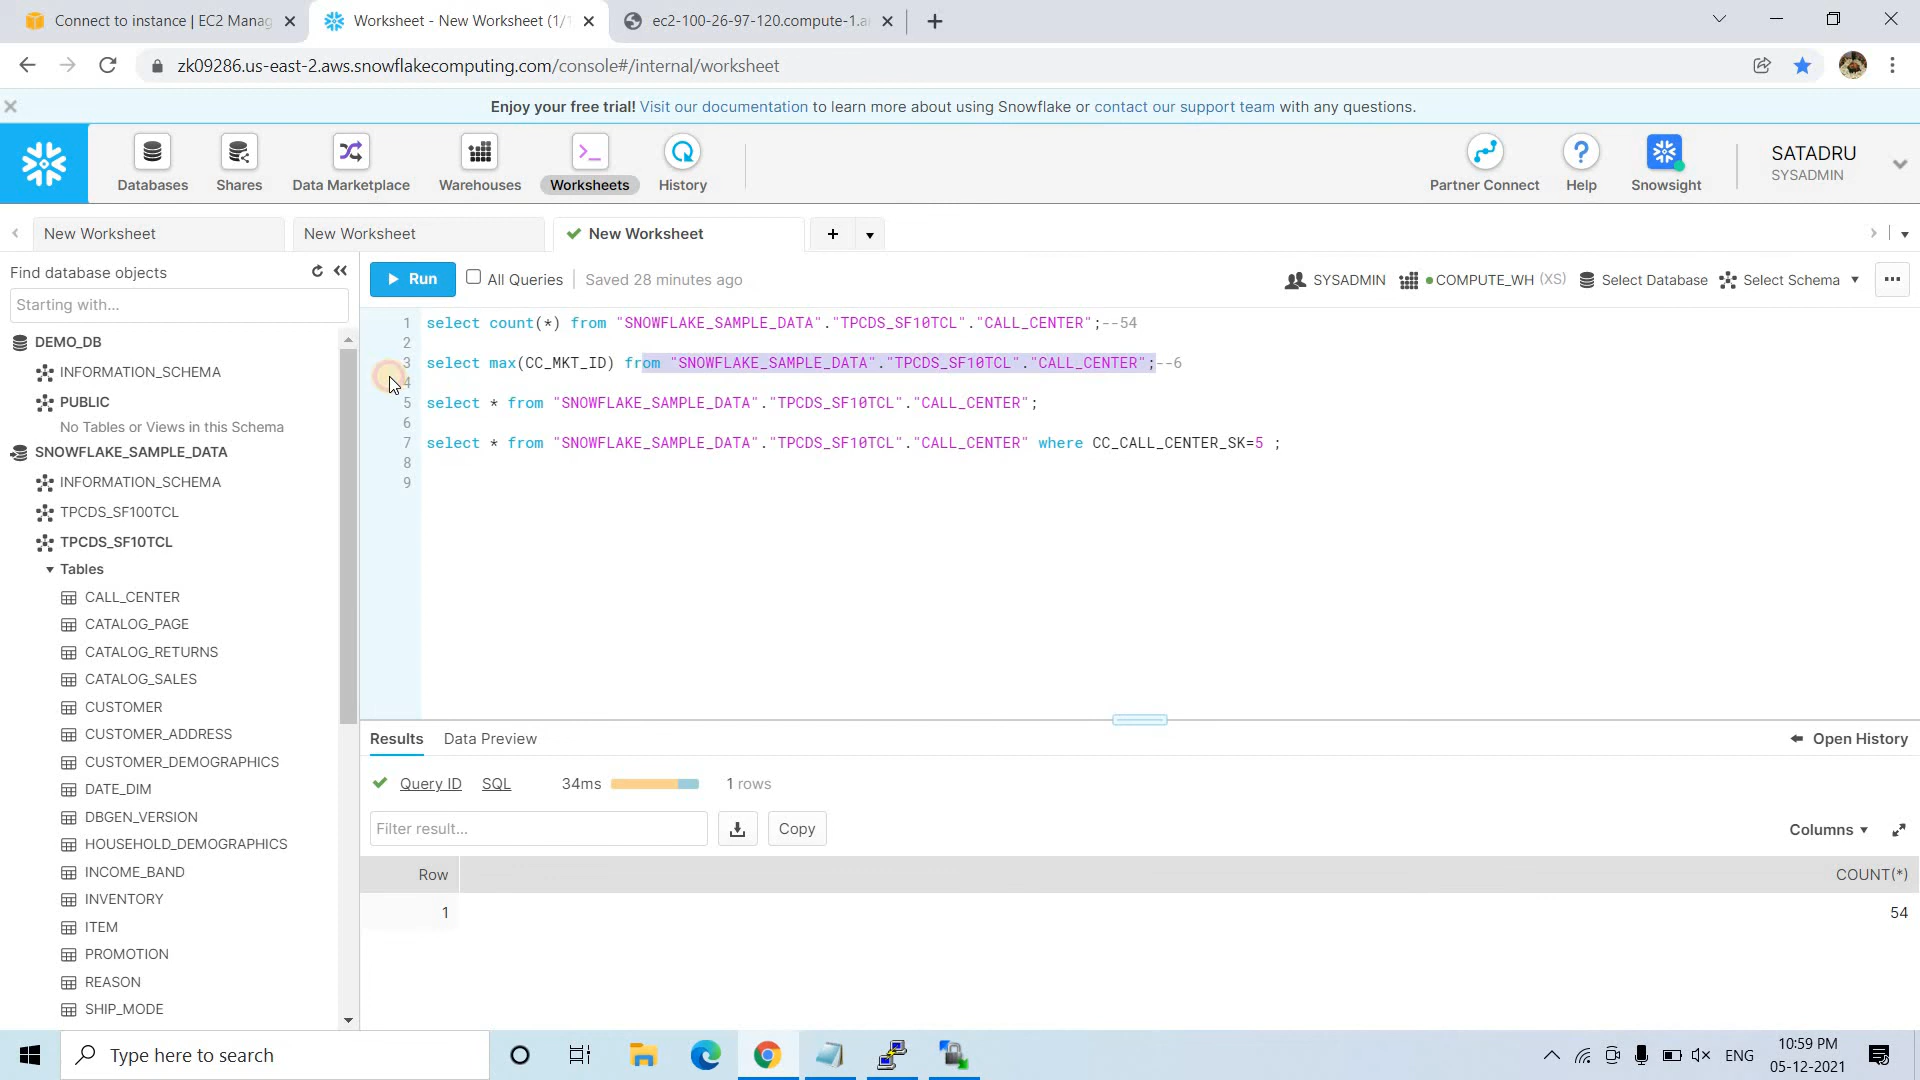 Connect to instance | EC2 Manag
Worksheet - New Worksheet (1/1
ec2-100-26-97-120.compute-1.a
zk09286.us-east-2.aws.snowflakecomputing.com/console#/internal/worksheet
Enjoy your free trial! Visit our documentation to learn more about using Snowflake or contact our support team with any questions.
Databases
Shares
Data Marketplace
Warehouses
Worksheets
History
Partner Connect
Help
Snowsight
SATADRU
SYSADMIN
New Worksheet
New Worksheet
New Worksheet
Find database objects
Starting with...
Run
All Queries
Saved 28 minutes ago
SYSADMIN
COMPUTE_WH (XS)
Select Database
Select Schema
DEMO_DB
INFORMATION_SCHEMA
PUBLIC
No Tables or Views in this Schema
SNOWFLAKE_SAMPLE_DATA
INFORMATION_SCHEMA
TPCDS_SF100TCL
TPCDS_SF10TCL
Tables
CALL_CENTER
CATALOG_PAGE
CATALOG_RETURNS
CATALOG_SALES
CUSTOMER
CUSTOMER_ADDRESS
CUSTOMER_DEMOGRAPHICS
DATE_DIM
DBGEN_VERSION
HOUSEHOLD_DEMOGRAPHICS
INCOME_BAND
INVENTORY
ITEM
PROMOTION
REASON
SHIP_MODE
1 select count(*) from "SNOWFLAKE_SAMPLE_DATA"."TPCDS_SF10TCL"."CALL_CENTER";--54
2
3 select max(CC_MKT_ID) from "SNOWFLAKE_SAMPLE_DATA"."TPCDS_SF10TCL"."CALL_CENTER";--6
4
5 select * from "SNOWFLAKE_SAMPLE_DATA"."TPCDS_SF10TCL"."CALL_CENTER";
6
7 select * from "SNOWFLAKE_SAMPLE_DATA"."TPCDS_SF10TCL"."CALL_CENTER" where CC_CALL_CENTER_SK=5 ;
8
9
Results
Data Preview
Open History
Query ID
SQL
34ms
1 rows
Filter result...
Copy
Columns
Row
COUNT(*)
1
54
Type here to search
ENG
10:59 PM
05-12-2021